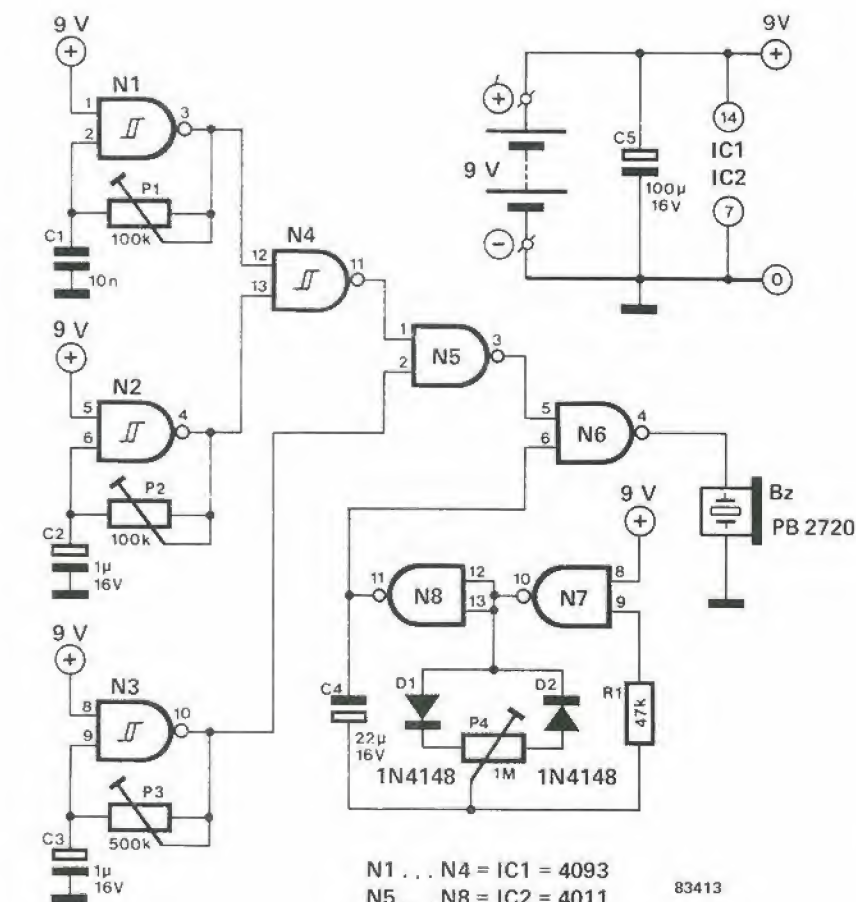 9 V
+
N1
1
2
3
P1
100k
C1
10n
9 V
+
N2
5
6
4
P2
100k
C2
1µ
16V
9 V
+
N3
8
9
10
P3
500k
C3
1µ
16V
N4
12
13
11
1
2
N5
3
5
6
N6
4
Bz
PB 2720
9V
+
+
9 V
−
C5
100µ
16V
14
IC1
IC2
7
0
9 V
+
11
N8
12
13
10
N7
8
9
C4
22µ
16V
D1
D2
P4
1M
R1
47k
1N4148
1N4148
N1 . . . N4 = IC1 = 4093
N5 . . . N8 = IC2 = 4011
83413